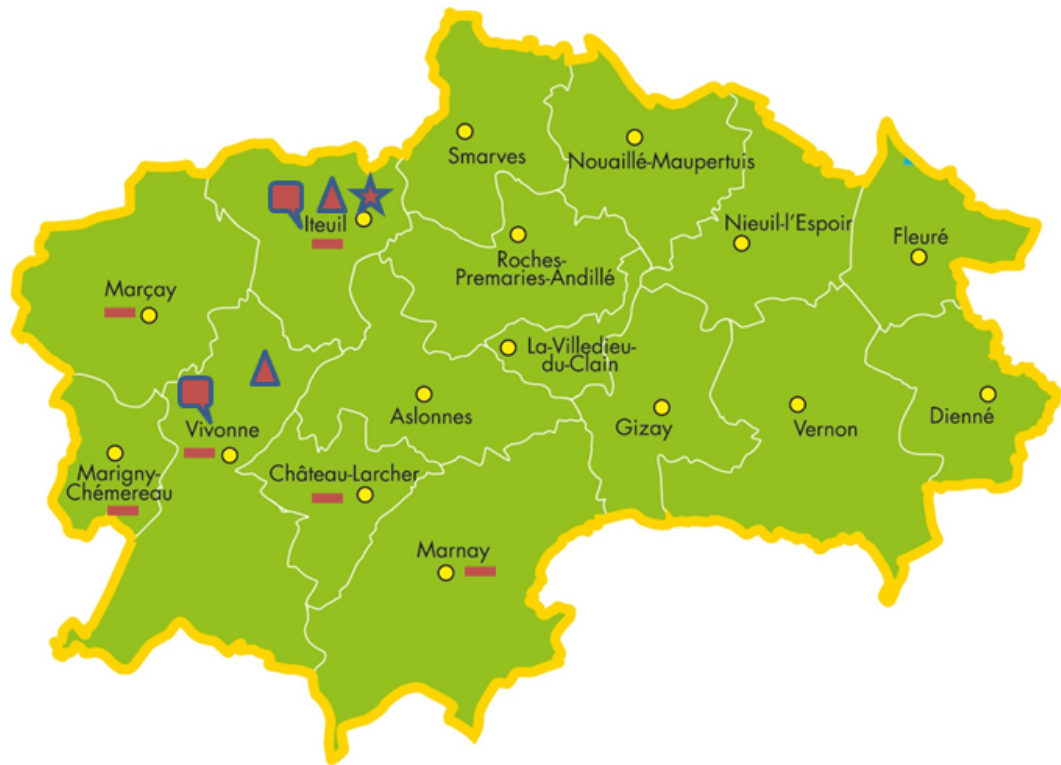 Smarves
Nouaillé-Maupertuis
Iteuil
Nieuil-l'Espoir
Fleuré
Roches-
Premaries-Andillé
Marçay
La-Villedieu-
du-Clain
Aslonnes
Gizay
Vernon
Dienné
Vivonne
Marigny-
Chémereau
Château-Larcher
Marnay